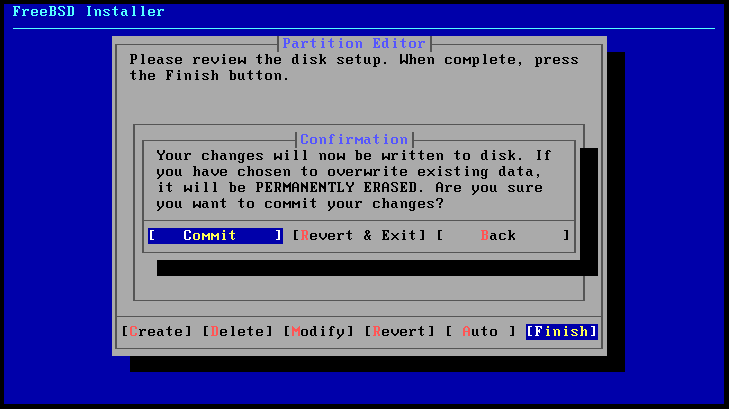 FreeBSD Installer
Partition Editor
Please review the disk setup. When complete, press
the Finish button.
Confirmation
Your changes will now be written to disk. If
you have chosen to overwrite existing data,
it will be PERMANENTLY ERASED. Are you sure
you want to commit your changes?
[ Commit ] [Revert & Exit] [ Back ]
[Create] [Delete] [Modify] [Revert] [ Auto ] [Finish]